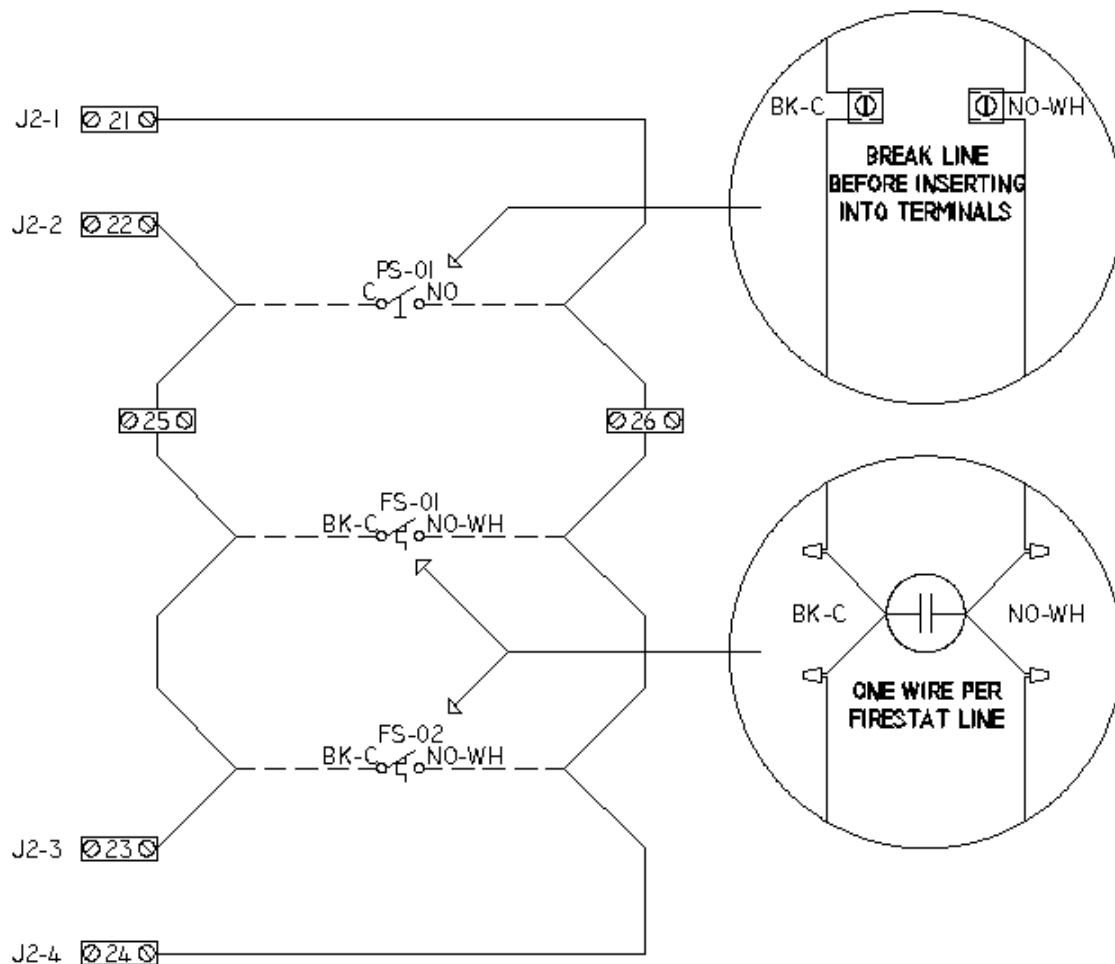 J2-1 21
BK-C NO-WH
BREAK LINE
BEFORE INSERTING
INTO TERMINALS
J2-2 22
PS-01
C NO
25
26
FS-01
BK-C NO-WH
BK-C NO-WH
ONE WIRE PER
FIRESTAT LINE
FS-02
BK-C NO-WH
J2-3 23
J2-4 24